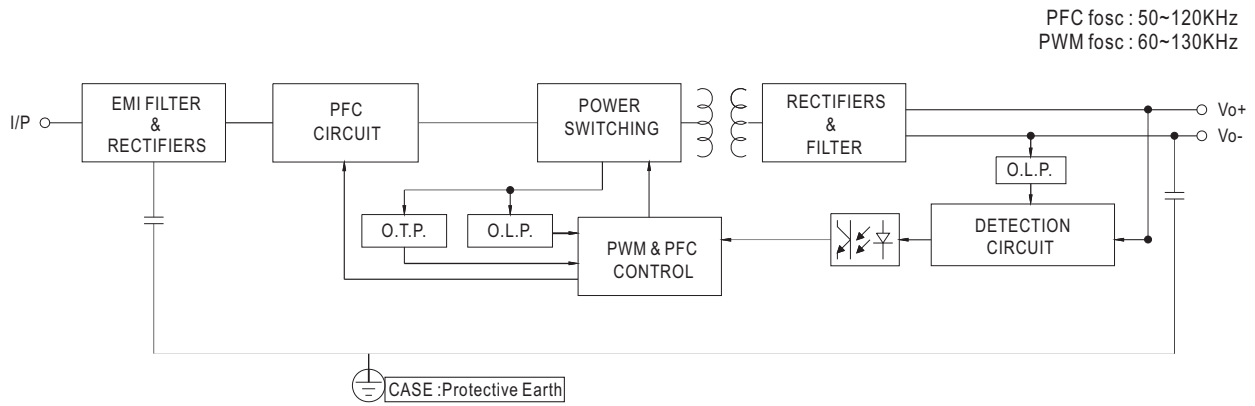 PFC fosc : 50~120KHz
PWM fosc : 60~130KHz
I/P
EMI FILTER
&
RECTIFIERS
PFC
CIRCUIT
POWER
SWITCHING
RECTIFIERS
&
FILTER
Vo+
Vo-
O.L.P.
O.T.P.
O.L.P.
PWM & PFC
CONTROL
DETECTION
CIRCUIT
CASE :Protective Earth